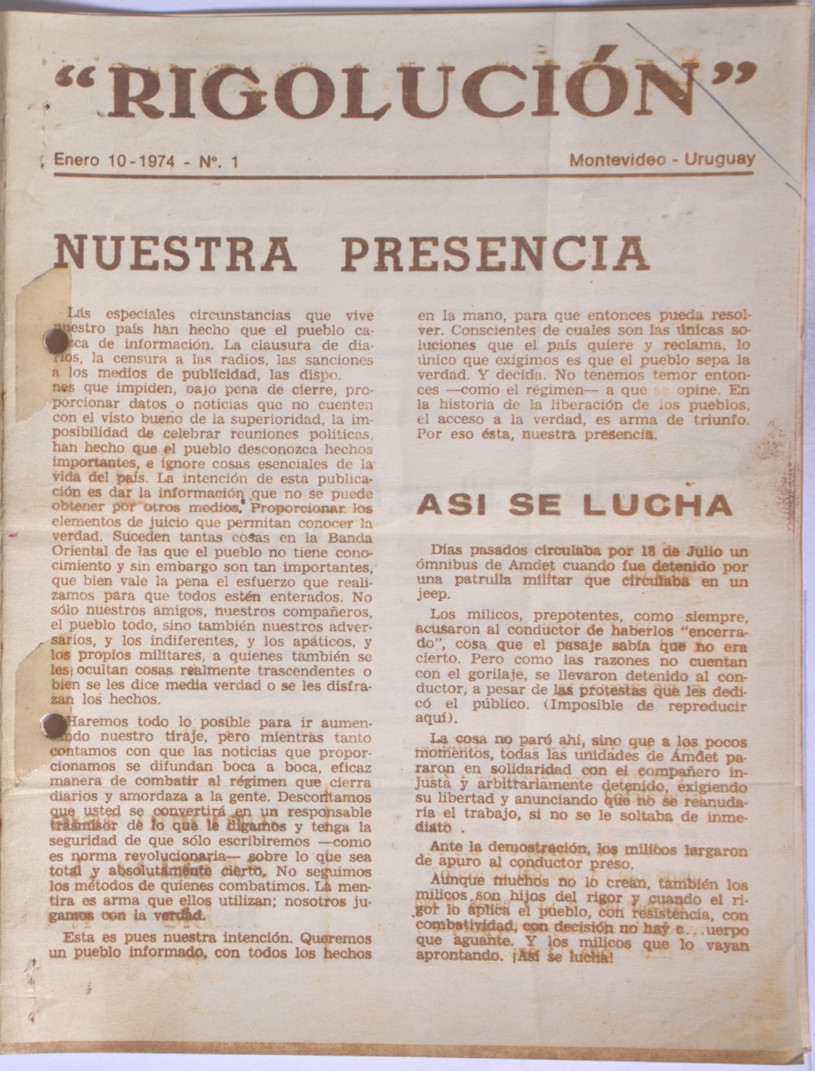 “RIGOLUCIÓN”
Enero 10-1974 - Nº. 1
Montevideo - Uruguay
NUESTRA PRESENCIA
Las especiales circunstancias que vive
nuestro país han hecho que el pueblo ca-
rezca de información. La clausura de dia-
rios, la censura a las radios, las sanciones
a los medios de publicidad, las dispo.
nes que impiden, bajo pena de cierre, pro-
porcionar datos o noticias que no cuenten
con el visto bueno de la superioridad, la im-
posibilidad de celebrar reuniones políticas,
han hecho que el pueblo desconozca hechos
importantes, e ignore cosas esenciales de la
vida del país. La intención de esta publica-
ción es dar la información que no se puede
obtener por otros medios. Proporcionar los
elementos de juicio que permitan conocer la
verdad. Suceden tantas cosas en la Banda
Oriental de las que el pueblo no tiene cono-
cimiento y sin embargo son tan importantes,
que bien vale la pena el esfuerzo que reali-
zamos para que todos estén enterados. No
sólo nuestros amigos, nuestros compañeros,
el pueblo todo, sino también nuestros adver-
sarios, y los indiferentes, y los apáticos, y
los propios militares, a quienes también se
les ocultan cosas realmente trascendentes o
bien se les dice media verdad o se les disfra-
zan los hechos.
Haremos todo lo posible para ir aumen-
tando nuestro tiraje, pero mientras tanto
contamos con que las noticias que propor-
cionamos se difundan boca a boca, eficaz
manera de combatir al régimen que cierra
diarios y amordaza a la gente. Descontamos
que usted se convertirá en un responsable
trasmisor de lo que le digamos y tenga la
seguridad de que sólo escribiremos —como
es norma revolucionaria— sobre lo que sea
total y absolutamente cierto. No seguimos
los métodos de quienes combatimos. La men-
tira es arma que ellos utilizan; nosotros ju-
gamos con la verdad.
Esta es pues nuestra intención. Queremos
un pueblo informado, con todos los hechos
en la mano, para que entonces pueda resol-
ver. Conscientes de cuales son las únicas so-
luciones que el país quiere y reclama, lo
único que exigimos es que el pueblo sepa la
verdad. Y decida. No tenemos temor enton-
ces —como el régimen— a que se opine. En
la historia de la liberación de los pueblos,
el acceso a la verdad, es arma de triunfo.
Por eso ésta, nuestra presencia.
ASI SE LUCHA
Días pasados circulaba por 18 de Julio un
ómnibus de Amdet cuando fue detenido por
una patrulla militar que circulaba en un
jeep.
Los milicos, prepotentes, como siempre,
acusaron al conductor de haberlos “encerra-
do”, cosa que el pasaje sabía que no era
cierto. Pero como las razones no cuentan
con el gorilaje, se llevaron detenido al con-
ductor, a pesar de las protestas que les dedi-
có el público. (Imposible de reproducir
aquí).
La cosa no paró ahí, sino que a los pocos
momentos, todas las unidades de Amdet pa-
raron en solidaridad con el compañero in-
justa y arbitrariamente detenido, exigiendo
su libertad y anunciando que no se reanuda-
ría el trabajo, si no se le soltaba de inme-
diato .
Ante la demostración, los milicos largaron
de apuro al conductor preso.
Aunque muchos no lo crean, también los
milicos son hijos del rigor y cuando el ri-
gor lo aplica el pueblo, con resistencia, con
combatividad, con decisión no hay c...uerpo
que aguante. Y los milicos que lo vayan
aprontando. ¡Así se lucha!